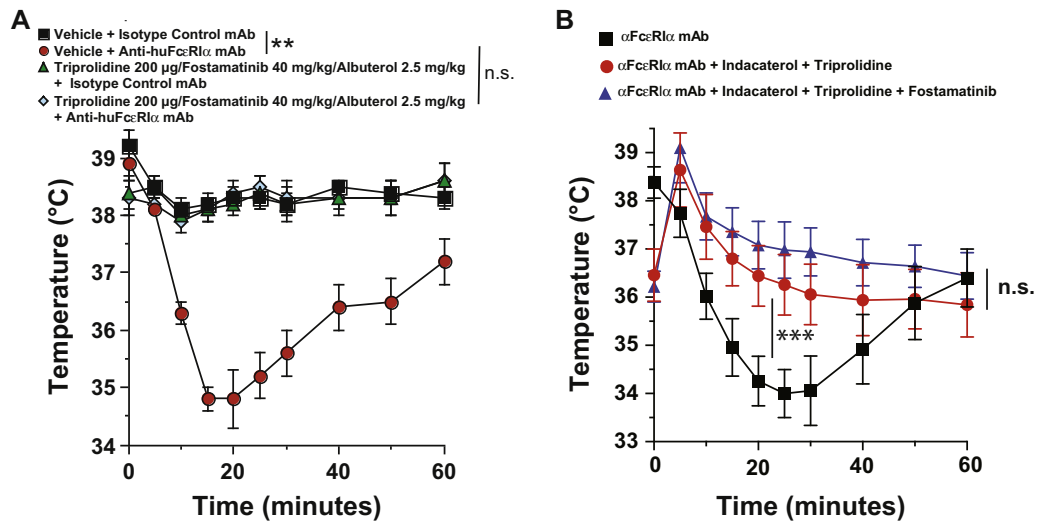 A
Vehicle + Isotype Control mAb
Vehicle + Anti-huFcεRIα mAb
**
Triprolidine 200 µg/Fostamatinib 40 mg/kg/Albuterol 2.5 mg/kg
+ Isotype Control mAb
Triprolidine 200 µg/Fostamatinib 40 mg/kg/Albuterol 2.5 mg/kg
+ Anti-huFcεRIα mAb
n.s.
Temperature (°C)
39
38
37
36
35
34
0
20
40
60
Time (minutes)
B
αFcεRIα mAb
αFcεRIα mAb + Indacaterol + Triprolidine
αFcεRIα mAb + Indacaterol + Triprolidine + Fostamatinib
Temperature (°C)
39
38
37
36
35
34
33
***
n.s.
0
20
40
60
Time (minutes)